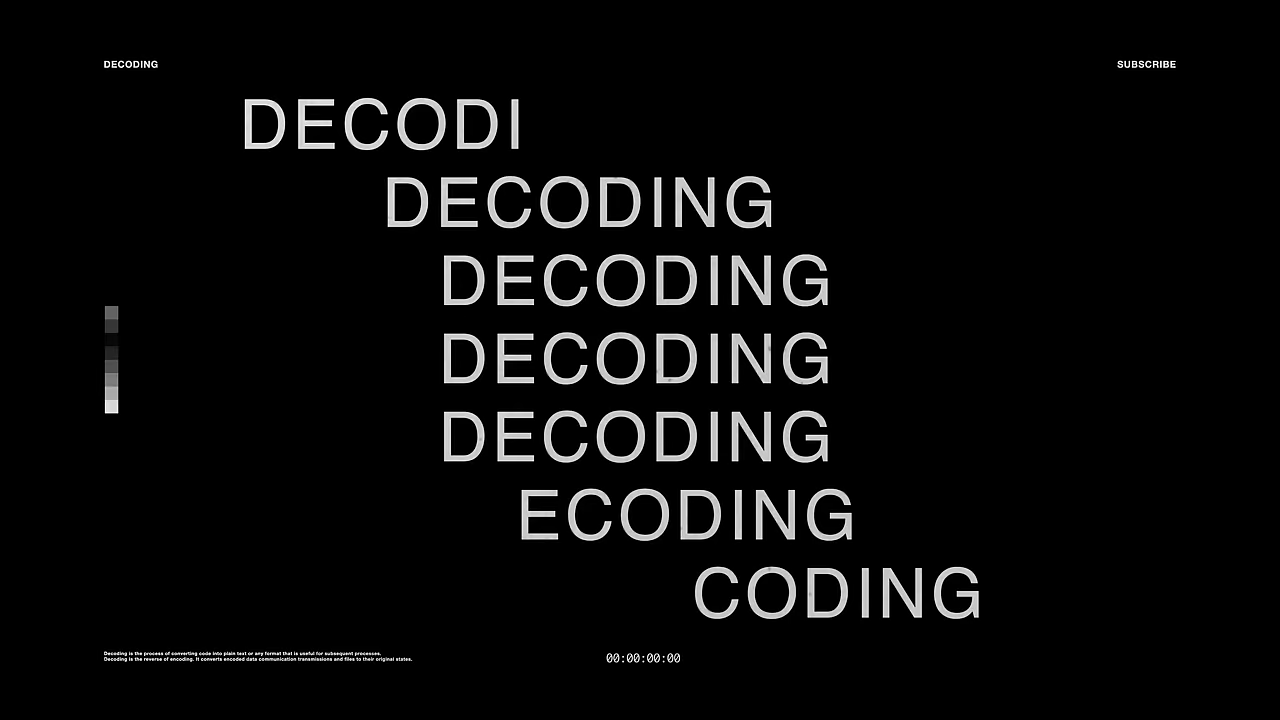 DECODING
SUBSCRIBE
DECODI
DECODING
DECODING
DECODING
DECODING
ECODING
CODING
Decoding is the process of converting code into plain text or any format that is useful for subsequent processes.
Decoding is the reverse of encoding. It converts encoded data communication transmissions and files to their original states.
00:00:00:00